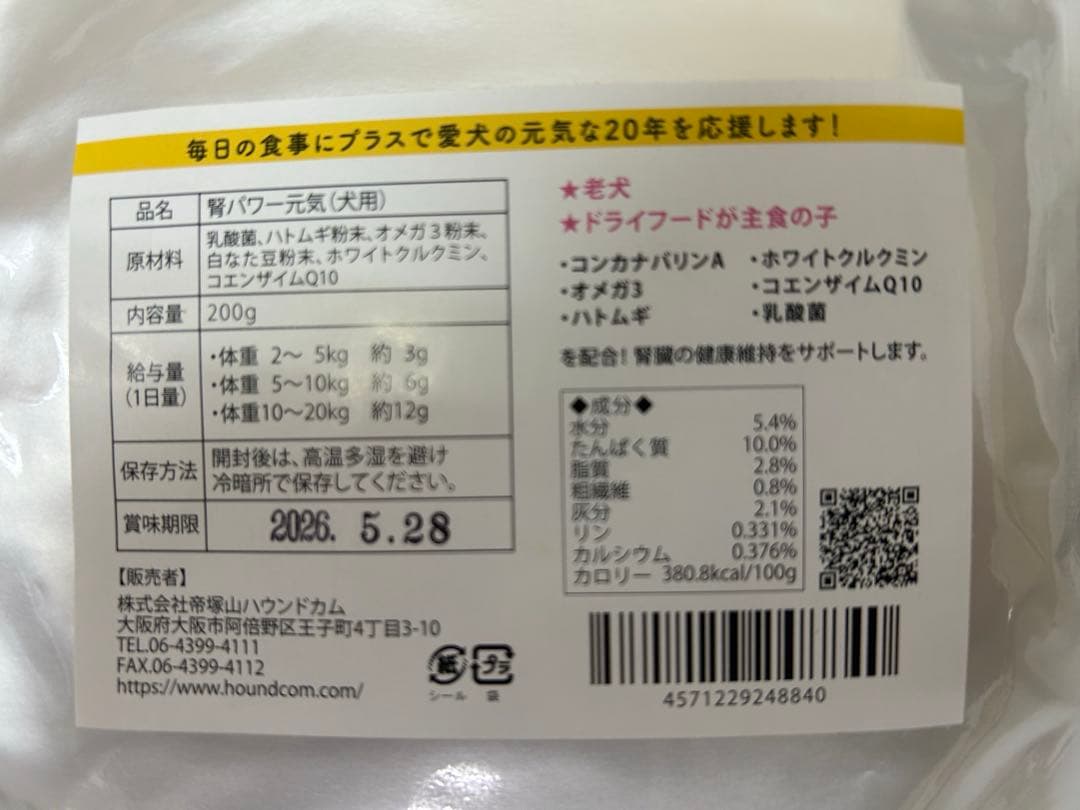 毎日の食事にプラスで愛犬の元気な20年を応援します!
品名 腎パワー元気(犬用)
原材料 乳酸菌、ハトムギ粉末、オメガ3粉末、
白なた豆粉末、ホワイトクルクミン、
コエンザイムQ10
内容量 200g
給与量
(1日量)
・体重 2〜 5kg 約 3g
・体重 5〜10kg 約 6g
・体重10〜20kg 約12g
保存方法 開封後は、高温多湿を避け
冷暗所で保存してください。
賞味期限 2026. 5.28
【販売者】
株式会社帝塚山ハウンドカム
大阪府大阪市阿倍野区王子町4丁目3-10
TEL.06-4399-4111
FAX.06-4399-4112
https://www.houndcom.com/
紙
シール
プラ
袋
★老犬
★ドライフードが主食の子
・コンカナバリンA ・ホワイトクルクミン
・オメガ3 ・コエンザイムQ10
・ハトムギ ・乳酸菌
を配合!腎臓の健康維持をサポートします。
◆成分◆
水分 5.4%
たんぱく質 10.0%
脂質 2.8%
粗繊維 0.8%
灰分 2.1%
リン 0.331%
カルシウム 0.376%
カロリー 380.8kcal/100g
4571229248840